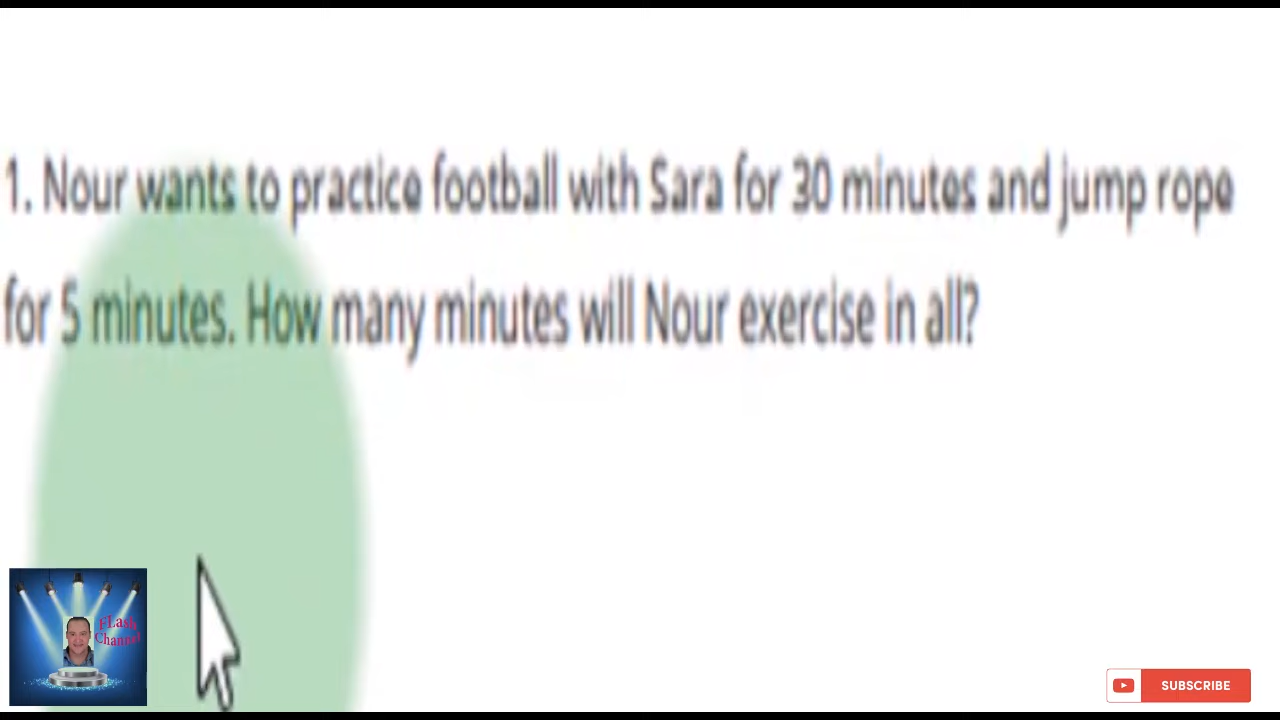 1. Nour wants to practice football with Sara for 30 minutes and jump rope
for 5 minutes. How many minutes will Nour exercise in all?
FLash
Channel
SUBSCRIBE